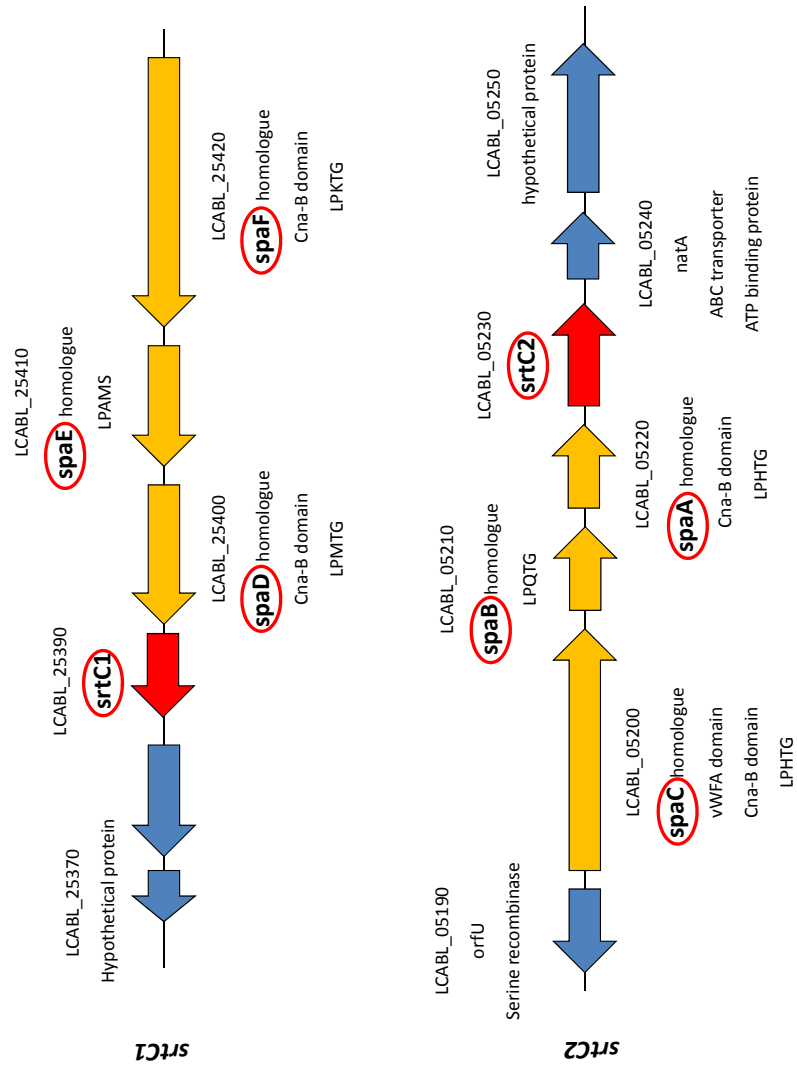 srtC1
LCABL_25370
Hypothetical protein
LCABL_25390
srtC1
LCABL_25400
spaD homologue
Cna-B domain
LPMTG
LCABL_25410
spaE homologue
LPAMS
LCABL_25420
spaF homologue
Cna-B domain
LPKTG
srtC2
LCABL_05190
orfU
Serine recombinase
LCABL_05200
spaC homologue
vWFA domain
Cna-B domain
LPHTG
LCABL_05210
spaB homologue
LPQTG
LCABL_05220
spaA homologue
Cna-B domain
LPHTG
LCABL_05230
srtC2
LCABL_05240
natA
ABC transporter
ATP binding protein
LCABL_05250
hypothetical protein